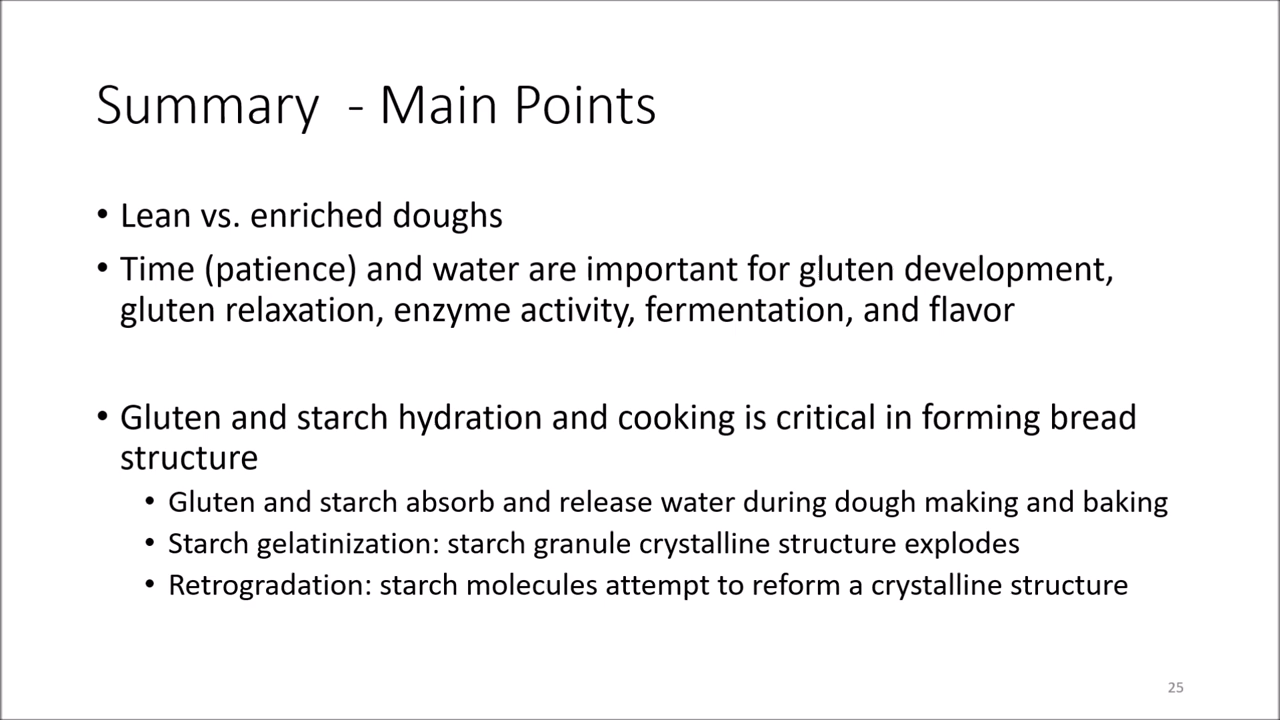 Summary  - Main Points
• Lean vs. enriched doughs
• Time (patience) and water are important for gluten development,
gluten relaxation, enzyme activity, fermentation, and flavor
• Gluten and starch hydration and cooking is critical in forming bread
structure
• Gluten and starch absorb and release water during dough making and baking
• Starch gelatinization: starch granule crystalline structure explodes
• Retrogradation: starch molecules attempt to reform a crystalline structure
25